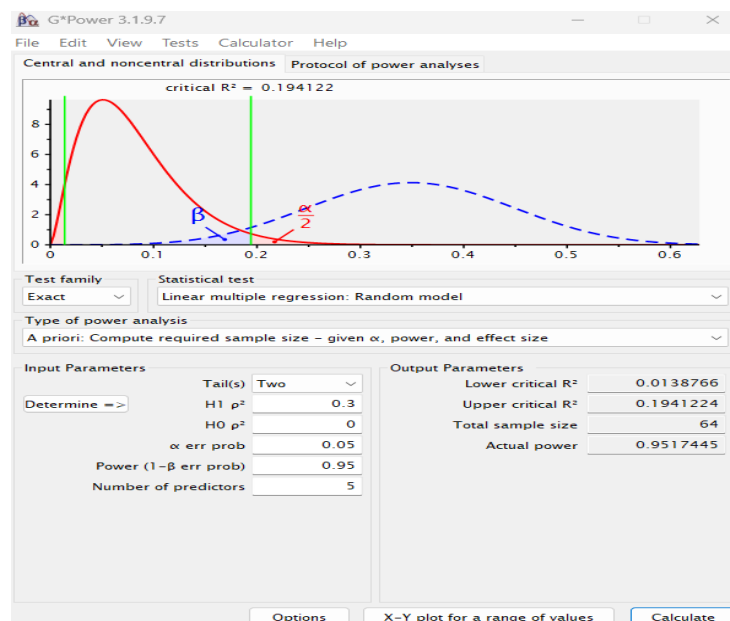 βα G*Power 3.1.9.7
File Edit View Tests Calculator Help
Central and noncentral distributions Protocol of power analyses
critical R² = 0.194122
8
6
4
2
0
β
α
2
0 0.1 0.2 0.3 0.4 0.5 0.6
Test family Statistical test
Exact Linear multiple regression: Random model
Type of power analysis
A priori: Compute required sample size – given α, power, and effect size
Input Parameters Output Parameters
Tail(s) Two Lower critical R² 0.0138766
Determine => H1 ρ² 0.3 Upper critical R² 0.1941224
H0 ρ² 0 Total sample size 64
α err prob 0.05 Actual power 0.9517445
Power (1-β err prob) 0.95
Number of predictors 5
Options X-Y plot for a range of values Calculate